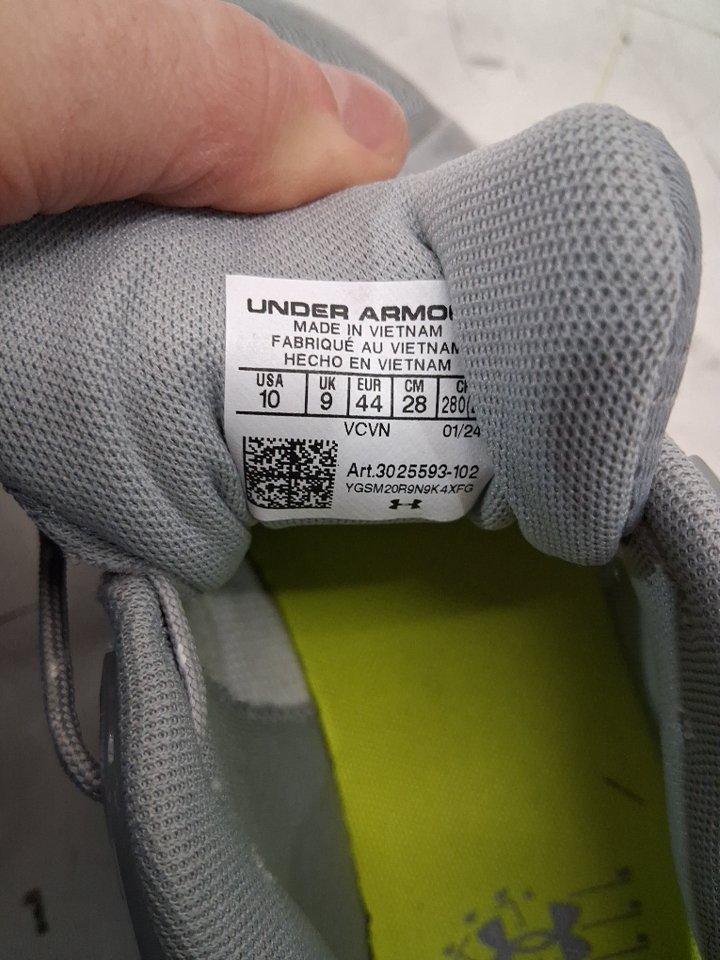 UNDER ARMOU
MADE IN VIETNAM
FABRIQUÉ AU VIETNAM
HECHO EN VIETNAM
USA UK EUR CM
10 9 44 28 280
VCVN 01/24
Art.3025593-102
YGSM20R9N9K4XFG